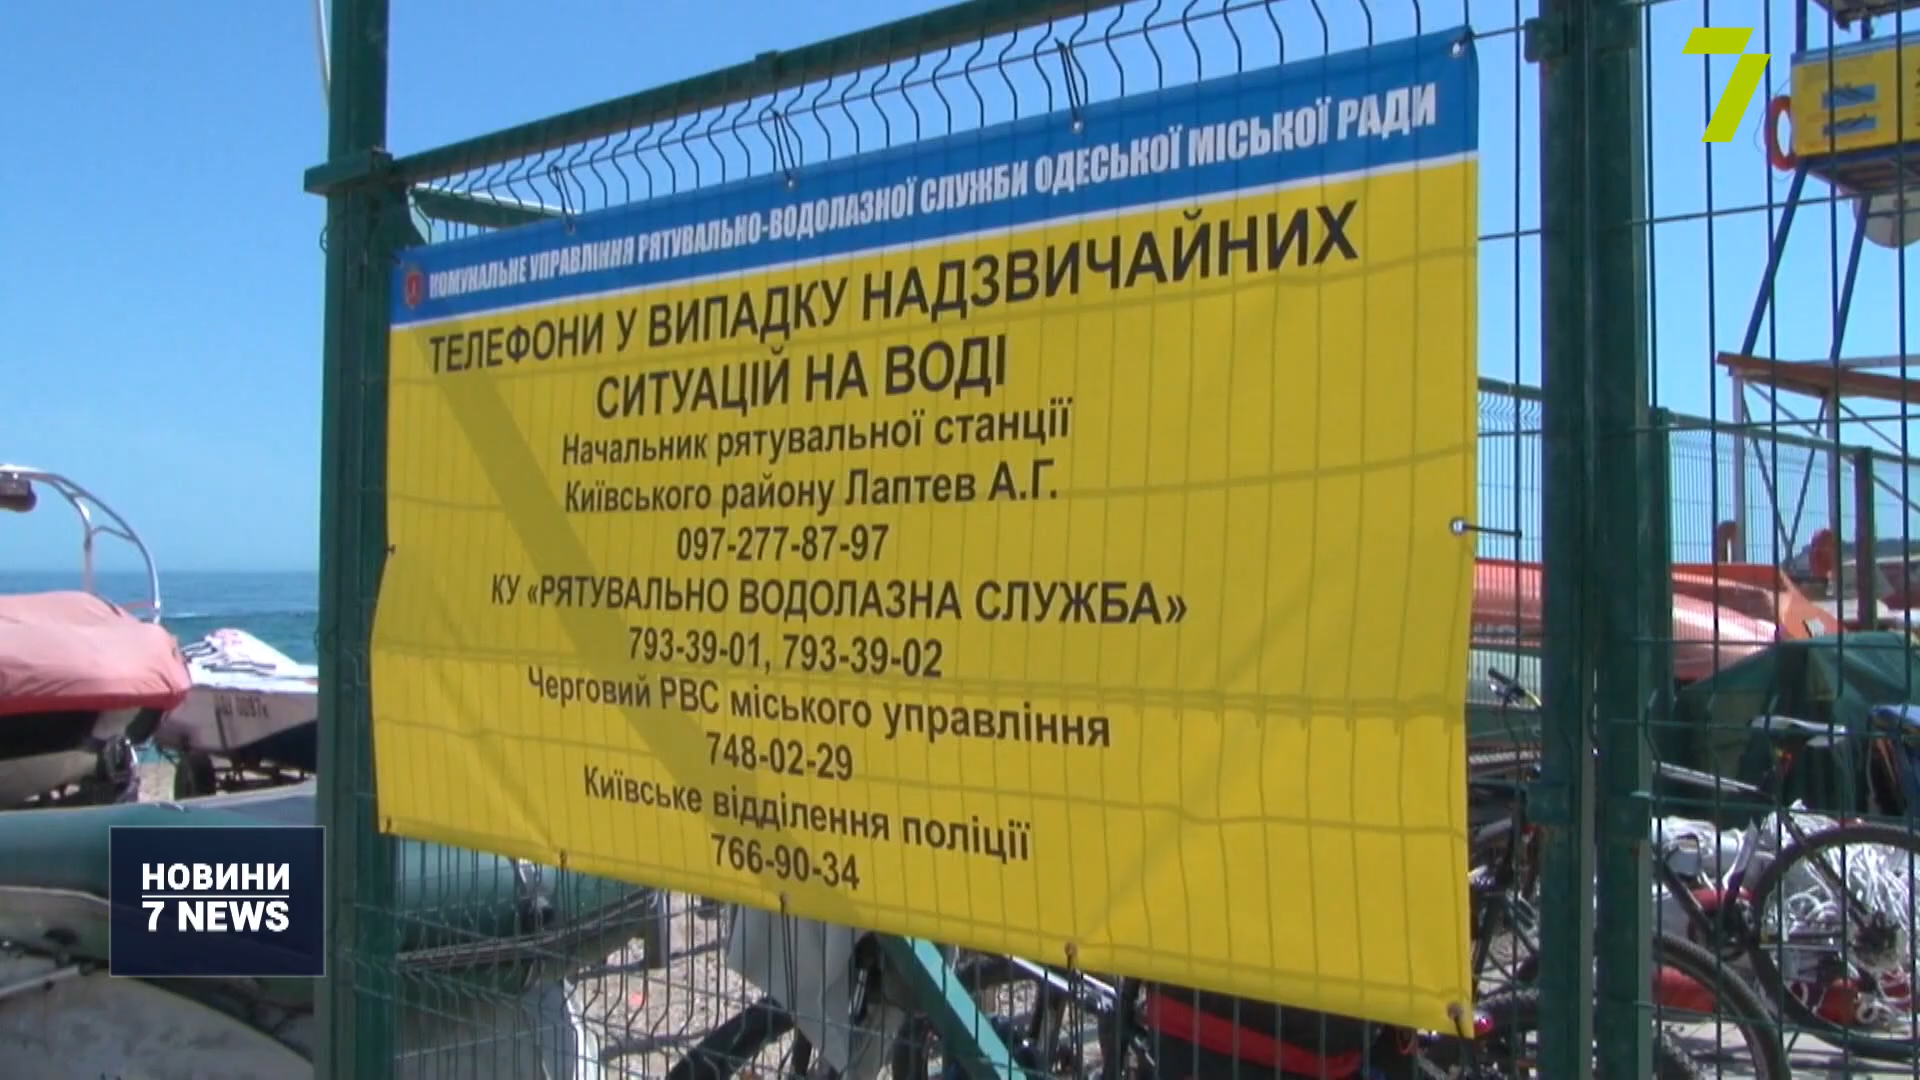 7
КОМУНАЛЬНЕ УПРАВЛІННЯ РЯТУВАЛЬНО-ВОДОЛАЗНОЇ СЛУЖБИ ОДЕСЬКОЇ МІСЬКОЇ РАДИ
ТЕЛЕФОНИ У ВИПАДКУ НАДЗВИЧАЙНИХ
СИТУАЦІЙ НА ВОДІ
Начальник рятувальної станції
Київського району Лаптев А.Г.
097-277-87-97
КУ «РЯТУВАЛЬНО ВОДОЛАЗНА СЛУЖБА»
793-39-01, 793-39-02
Черговий РВС міського управління
748-02-29
Київське відділення поліції
766-90-34
НОВИНИ
7 NEWS